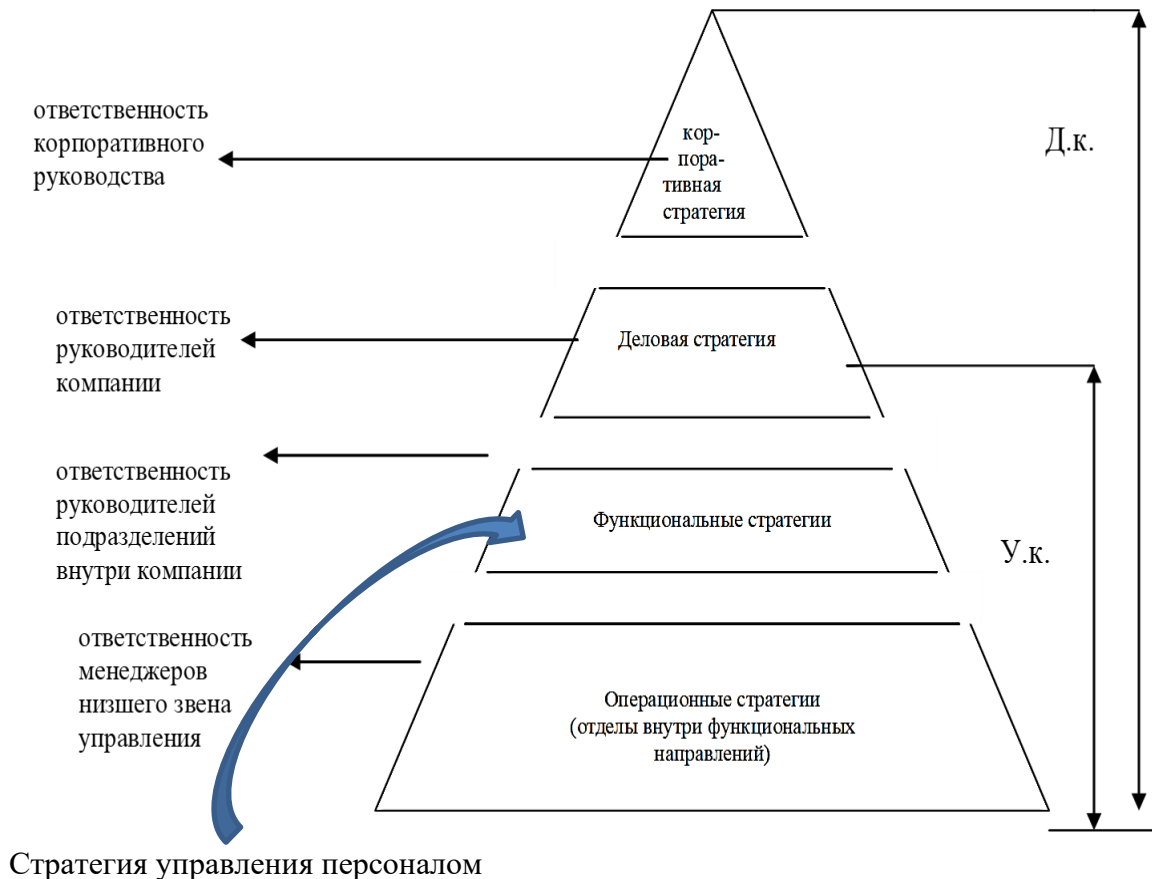 ответственность
корпоративного
руководства
кор-
пора-
тивная
стратегия
Д.к.
ответственность
руководителей
компании
Деловая стратегия
ответственность
руководителей
подразделений
внутри компании
Функциональные стратегии
У.к.
ответственность
менеджеров
низшего звена
управления
Операционные стратегии
(отделы внутри функциональных
направлений)
Стратегия управления персоналом